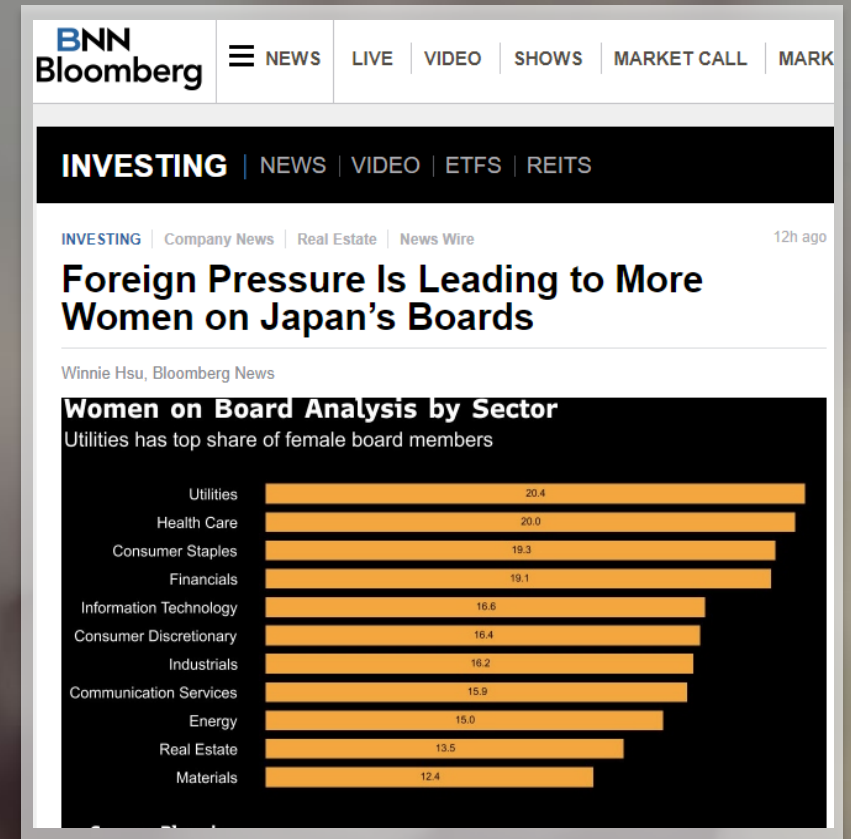 BNN
Bloomberg
NEWS
LIVE
VIDEO
SHOWS
MARKET CALL
MARK
INVESTING NEWS VIDEO ETFS REITS
INVESTING Company News Real Estate News Wire
12h ago
Foreign Pressure Is Leading to More
Women on Japan’s Boards
Winnie Hsu, Bloomberg News
Women on Board Analysis by Sector
Utilities has top share of female board members
Utilities 20.4
Health Care 20.0
Consumer Staples 19.3
Financials 19.1
Information Technology 16.6
Consumer Discretionary 16.4
Industrials 16.2
Communication Services 15.9
Energy 15.0
Real Estate 13.5
Materials 12.4